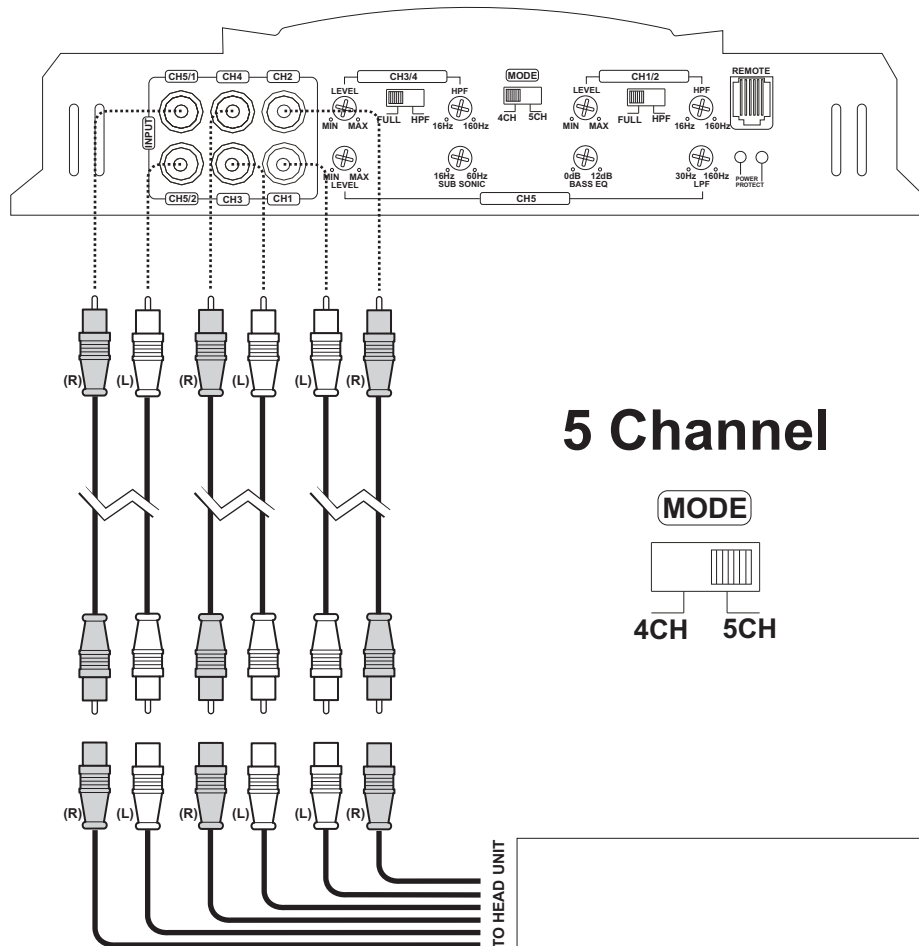 CH5/1 CH4 CH2
CH3/4
MODE
CH1/2
REMOTE
LEVEL
HPF
LEVEL
HPF
INPUT
FULL HPF
4CH 5CH
FULL HPF
MIN MAX
16Hz 160Hz
MIN MAX
16Hz 160Hz
MIN MAX
LEVEL
16Hz 60Hz
SUB SONIC
0dB 12dB
BASS EQ
30Hz 160Hz
LPF
POWER
PROTECT
CH5/2 CH3 CH1
CH5
(R) (L) (R) (L) (L) (R)
5 Channel
MODE
4CH 5CH
(R) (L) (R) (L) (L) (R)
TO HEAD UNIT